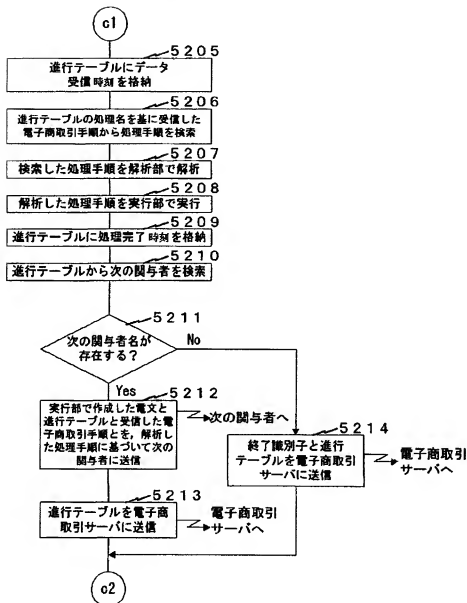 c1
5205
進行テーブルにデータ
受信時刻を格納
5206
進行テーブルの処理名を基に受信した
電子商取引手順から処理手順を検索
5207
検索した処理手順を解析部で解析
5208
解析した処理手順を実行部で実行
5209
進行テーブルに処理完了時刻を格納
5210
進行テーブルから次の関与者を検索
5211
次の関与者名が
存在する?
No
Yes
5212
実行部で作成した電文と
進行テーブルと受信した電
子商取引手順とを,解析し
た処理手順に基づいて次の
関与者に送信
次の関与者へ
5214
終了識別子と進行
テーブルを電子商取引
サーバに送信
電子商取引
サーバへ
5213
進行テーブルを電子商
取引サーバに送信
電子商取引
サーバへ
c2